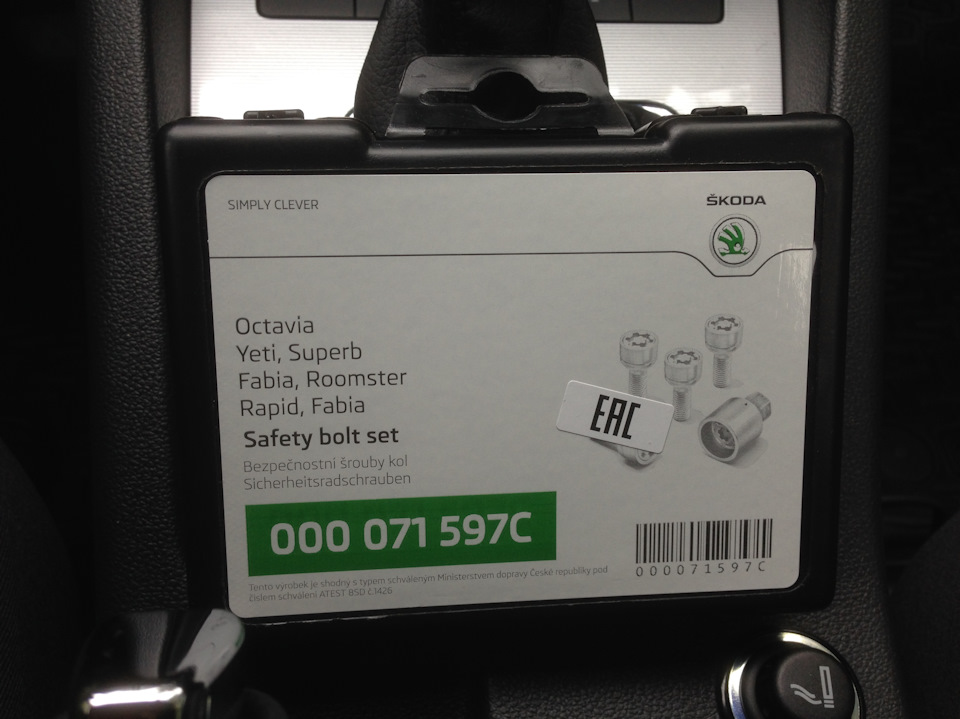 SIMPLY CLEVER
ŠKODA
Octavia
Yeti, Superb
Fabia, Roomster
Rapid, Fabia
Safety bolt set
Bezpečnostní šrouby kol
Sicherheitsradschrauben
EAC
000 071 597C
000071597C
Tento výrobek je shodný s typem schváleným Ministerstvem dopravy České republiky pod
číslem schválení ATEST 8SD č.1426